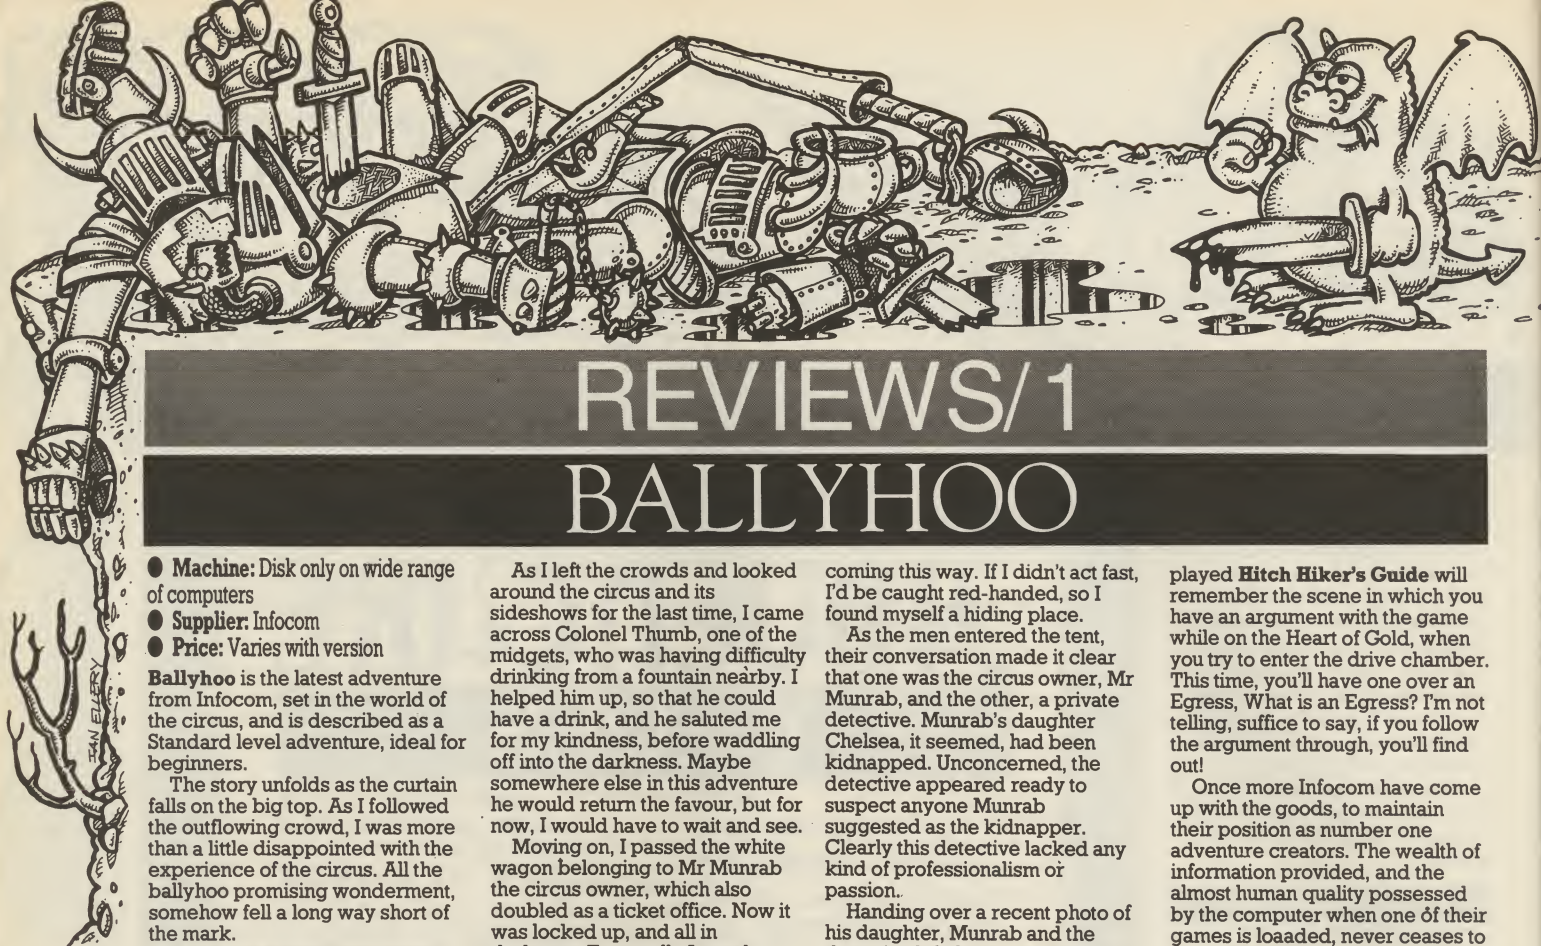 REVIEWS/1
BALLYHOO
● Machine: Disk only on wide range
of computers
● Supplier: Infocom
● Price: Varies with version
Ballyhoo is the latest adventure
from Infocom, set in the world of
the circus, and is described as a
Standard level adventure, ideal for
beginners.
The story unfolds as the curtain
falls on the big top. As I followed
the outflowing crowd, I was more
than a little disappointed with the
experience of the circus. All the
ballyhoo promising wonderment,
somehow fell a long way short of
the mark.
As I left the crowds and looked
around the circus and its
sideshows for the last time, I came
across Colonel Thumb, one of the
midgets, who was having difficulty
drinking from a fountain nearby. I
helped him up, so that he could
have a drink, and he saluted me
for my kindness, before waddling
off into the darkness. Maybe
somewhere else in this adventure
he would return the favour, but for
now, I would have to wait and see.
Moving on, I passed the white
wagon belonging to Mr Munrab
the circus owner, which also
doubled as a ticket office. Now it
was locked up, and all in
coming this way. If I didn't act fast,
I'd be caught red-handed, so I
found myself a hiding place.
As the men entered the tent,
their conversation made it clear
that one was the circus owner, Mr
Munrab, and the other, a private
detective. Munrab's daughter
Chelsea, it seemed, had been
kidnapped. Unconcerned, the
detective appeared ready to
suspect anyone Munrab
suggested as the kidnapper.
Clearly this detective lacked any
kind of professionalism or
passion.
Handing over a recent photo of
his daughter, Munrab and the
played Hitch Hiker's Guide will
remember the scene in which you
have an argument with the game
while on the Heart of Gold, when
you try to enter the drive chamber.
This time, you'll have one over an
Egress, What is an Egress? I'm not
telling, suffice to say, if you follow
the argument through, you'll find
out!
Once more Infocom have come
up with the goods, to maintain
their position as number one
adventure creators. The wealth of
information provided, and the
almost human quality possessed
by the computer when one of their
games is loaaded, never ceases to
IAN ELLERY